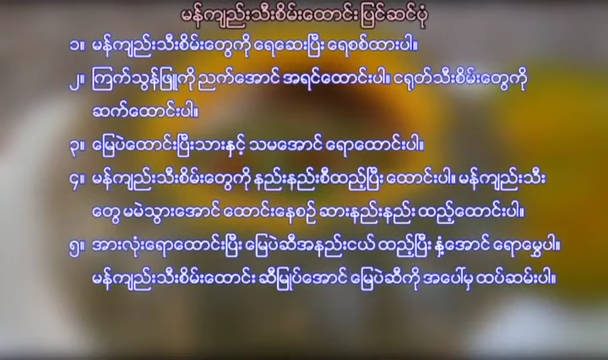 မန်ကျည်းသီးစိမ်းထောင်းပြင်ဆင်ပုံ
၁။ မန်ကျည်းသီးစိမ်းတွေကို ရေဆေးပြီး ရေစစ်ထားပါ။
၂။ ကြက်သွန်ဖြူကို ညက်အောင် အရင်ထောင်းပါ။ ငရုတ်သီးစိမ်းတွေကို
ဆက်ထောင်းပါ။
၃။ မြေပဲထောင်းပြီးသားနှင့် သမအောင် ရောထောင်းပါ။
၄။ မန်ကျည်းသီးစိမ်းတွေကို နည်းနည်းစီထည့်ပြီး ထောင်းပါ။ မန်ကျည်းသီး
တွေ မမဲသွားအောင် ထောင်းနေစဉ် ဆားနည်းနည်း ထည့်ထောင်းပါ။
၅။ အားလုံးရောထောင်းပြီး မြေပဲဆီအနည်းငယ် ထည့်ပြီး နှံ့အောင် ရောမွှေပါ။
မန်ကျည်းသီးစိမ်းထောင်း ဆီမြုပ်အောင် မြေပဲဆီကို အပေါ်မှ ထပ်ဆမ်းပါ။